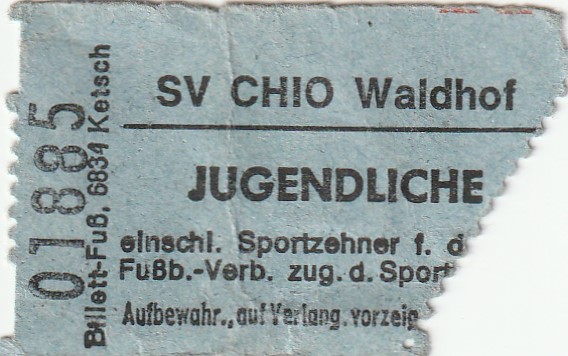 SV CHIO Waldhof
JUGENDLICHE
einschl. Sportzehner f. d
Fußb.-Verb. zug. d. Sport
Aufbewahr., auf Verlang. vorzeig
01885
Billett-Fuß, 6834 Ketsch